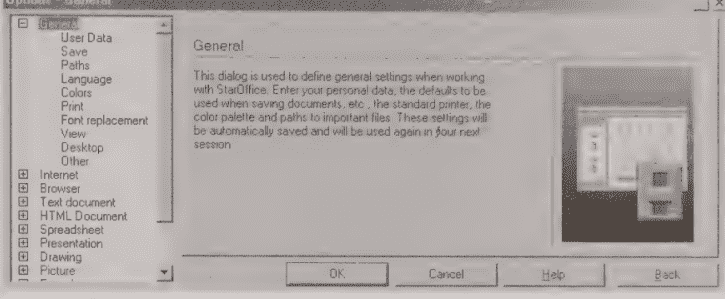 Options - General
General
User Data
Save
Paths
Language
Colors
Print
Font replacement
View
Desktop
Other
Internet
Browser
Text document
HTML Document
Spreadsheet
Presentation
Drawing
Picture
General
This dialog is used to define general settings when working
with StarOffice. Enter your personal data, the defaults to be
used when saving documents, etc., the standard printer, the
color palette and paths to important files. These settings will
be automatically saved and will be used again in your next
session
OK
Cancel
Help
Back